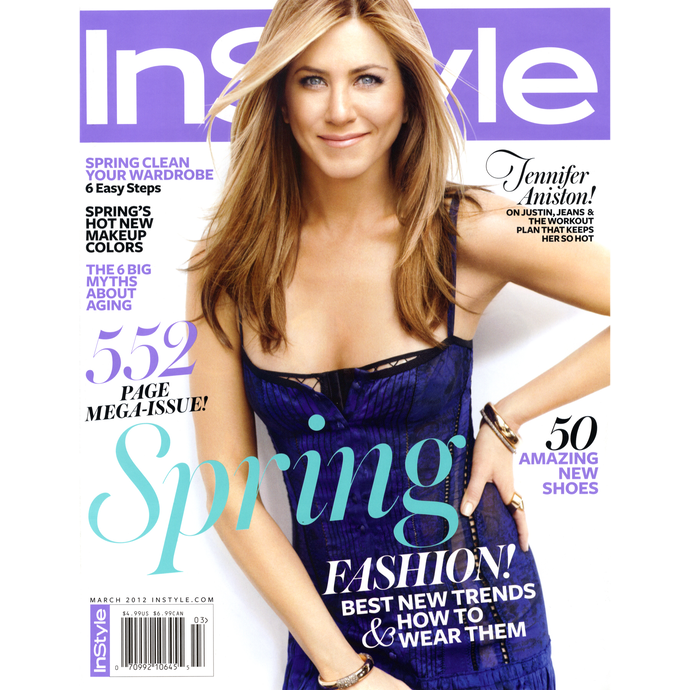 InStyle
SPRING CLEAN
YOUR WARDROBE
6 Easy Steps
SPRING'S
HOT NEW
MAKEUP
COLORS
THE 6 BIG
MYTHS
ABOUT
AGING
552
PAGE
MEGA-ISSUE!
Jennifer
Aniston!
ON JUSTIN, JEANS &
THE WORKOUT
PLAN THAT KEEPS
HER SO HOT
Spring
50
AMAZING
NEW
SHOES
FASHION!
BEST NEW TRENDS
& HOW TO
WEAR THEM
MARCH 2012 INSTYLE.COM
InStyle
$4.99US $6.99CAN
03>
0 70992 10645 5